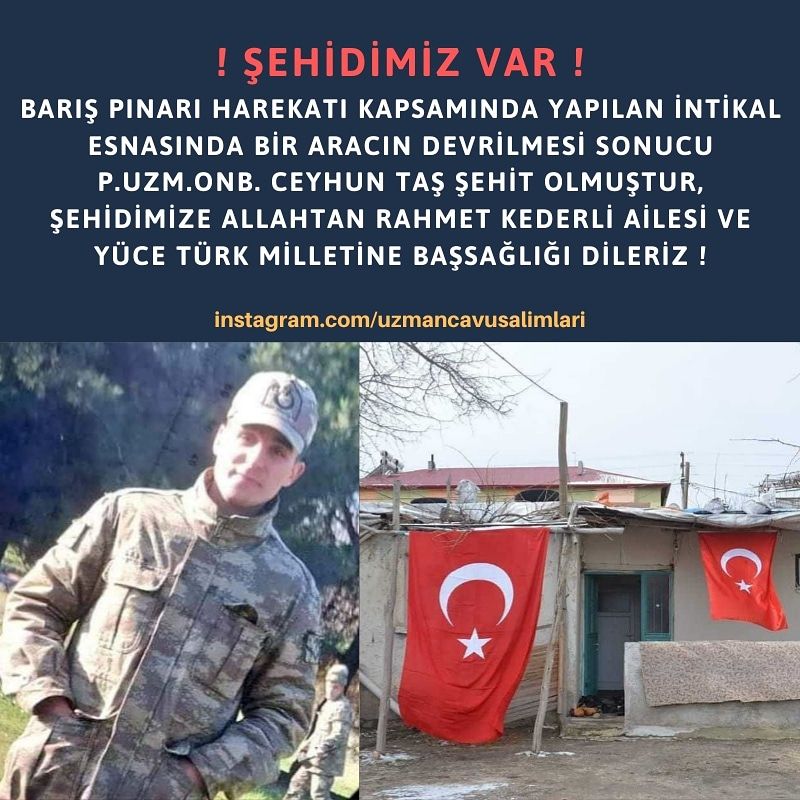 ! ŞEHİDİMİZ VAR !
BARIŞ PINARI HAREKATI KAPSAMINDA YAPILAN İNTİKAL
ESNASINDA BİR ARACIN DEVRİLMESİ SONUCU
P.UZM.ONB. CEYHUN TAŞ ŞEHİT OLMUŞTUR,
ŞEHİDİMİZE ALLAHTAN RAHMET KEDERLİ AİLESİ VE
YÜCE TÜRK MİLLETİNE BAŞSAĞLIĞI DİLERİZ !
instagram.com/uzmancavusalimlari